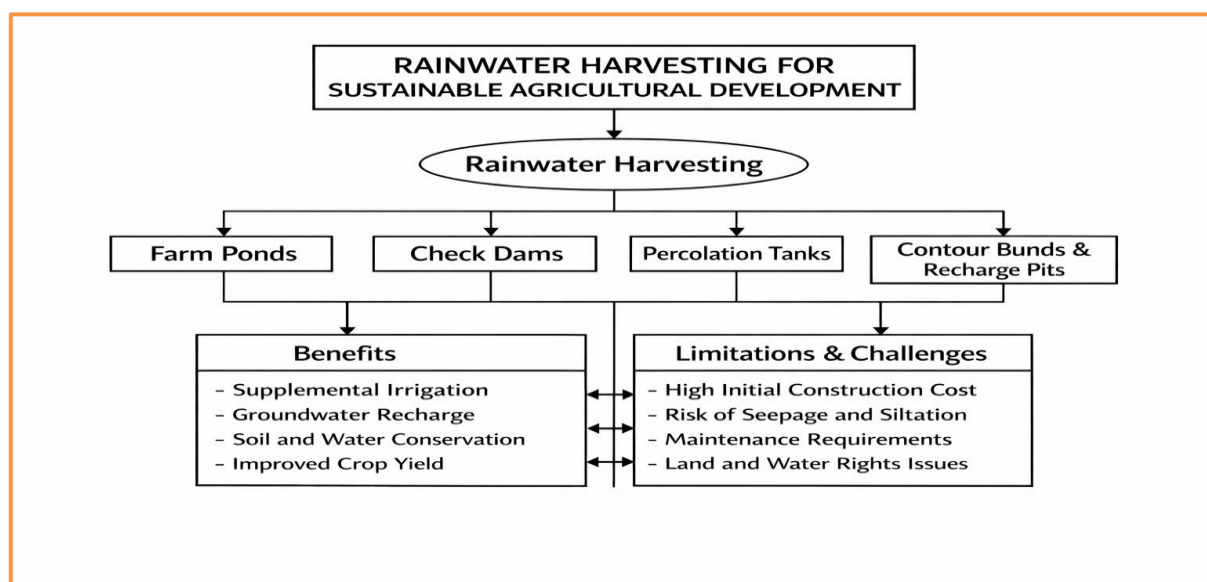 RAINWATER HARVESTING FOR
SUSTAINABLE AGRICULTURAL DEVELOPMENT
Rainwater Harvesting
Farm Ponds
Check Dams
Percolation Tanks
Contour Bunds &
Recharge Pits
Benefits
– Supplemental Irrigation
– Groundwater Recharge
– Soil and Water Conservation
– Improved Crop Yield
Limitations & Challenges
– High Initial Construction Cost
– Risk of Seepage and Siltation
– Maintenance Requirements
– Land and Water Rights Issues